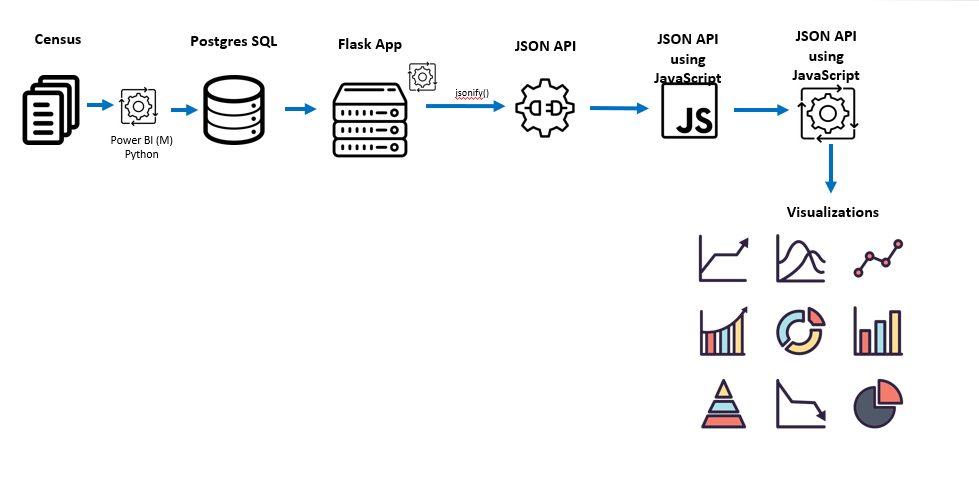 Census
Postgres SQL
Flask App
JSON API
JSON API
using
JavaScript
JSON API
using
JavaScript
jsonify()
JS
Power BI (M)
Python
Visualizations